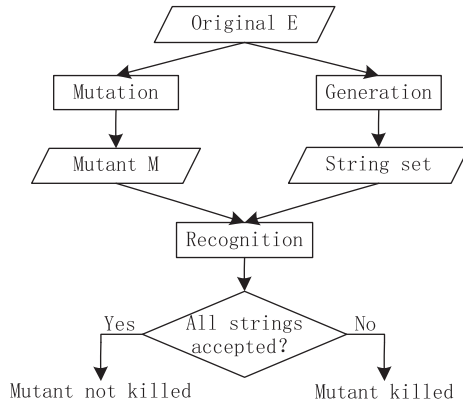 Original E
Mutation
Generation
Mutant M
String set
Recognition
Yes
All strings
accepted?
No
Mutant not killed
Mutant killed